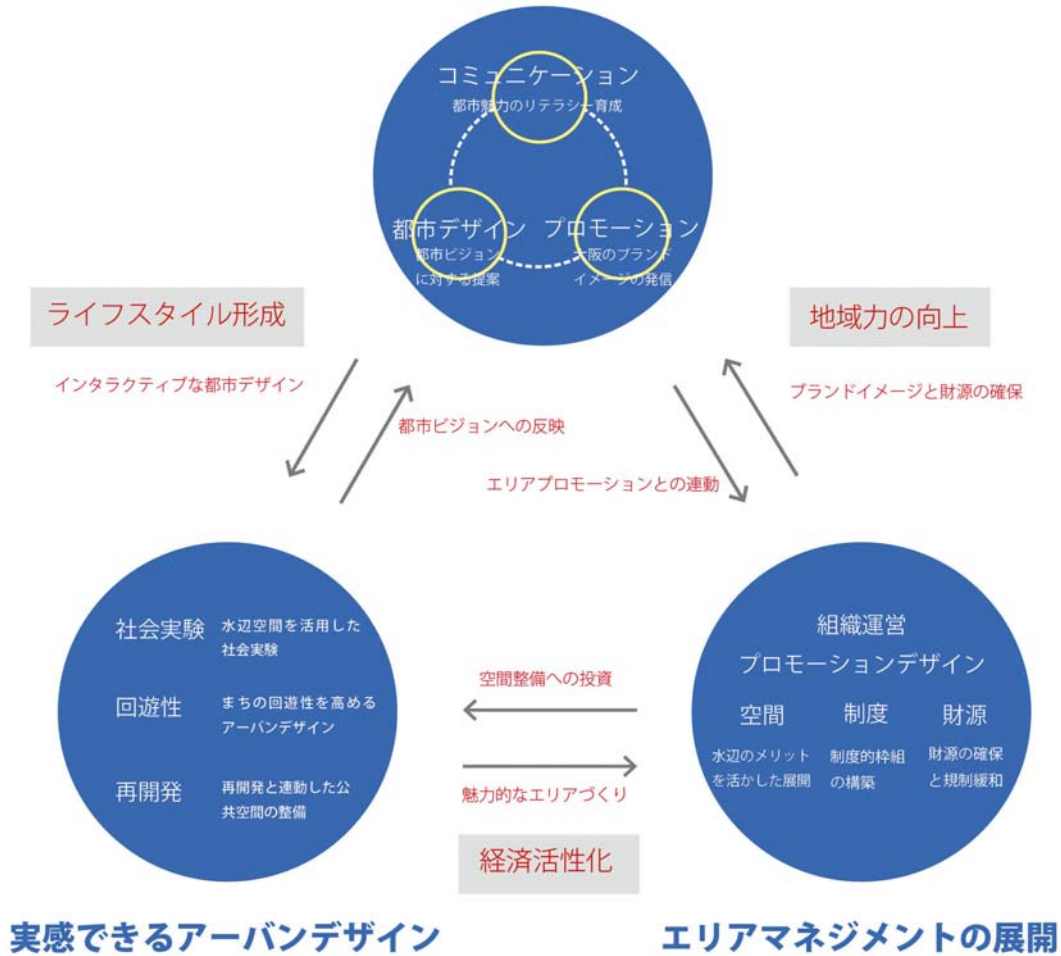 コミュニケーション
都市魅力のリテラシー育成
都市デザイン
都市ビジョン
に対する提案
プロモーション
大阪のブランド
イメージの発信
ライフスタイル形成
インタラクティブな都市デザイン
地域力の向上
ブランドイメージと財源の確保
都市ビジョンへの反映
エリアプロモーションとの連動
社会実験
水辺空間を活用した
社会実験
回遊性
まちの回遊性を高める
アーバンデザイン
再開発
再開発と連動した公
共空間の整備
空間整備への投資
魅力的なエリアづくり
経済活性化
組織運営
プロモーションデザイン
空間
水辺のメリット
を活かした展開
制度
制度的枠組
の構築
財源
財源の確保
と規制緩和
実感できるアーバンデザイン
エリアマネジメントの展開